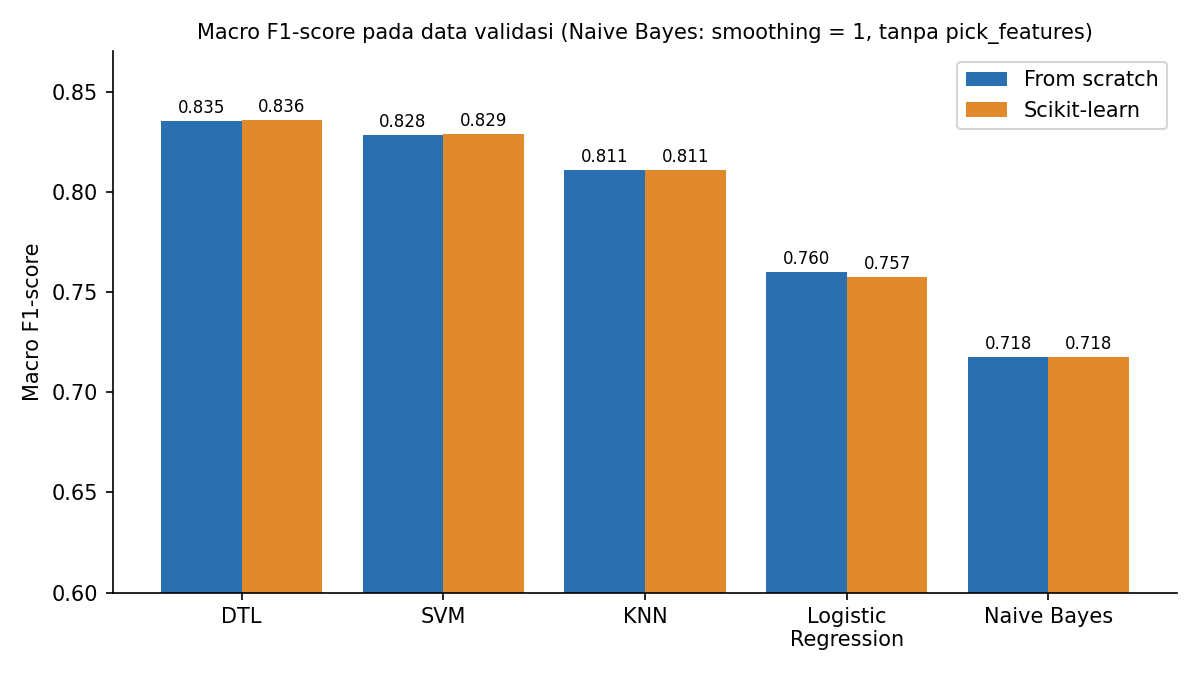 Macro F1-score pada data validasi (Naive Bayes: smoothing = 1, tanpa pick_features)
From scratch
Scikit-learn
Macro F1-score
0.85
0.80
0.75
0.70
0.65
0.60
0.835
0.836
0.828
0.829
0.811
0.811
0.760
0.757
0.718
0.718
DTL
SVM
KNN
Logistic
Regression
Naive Bayes